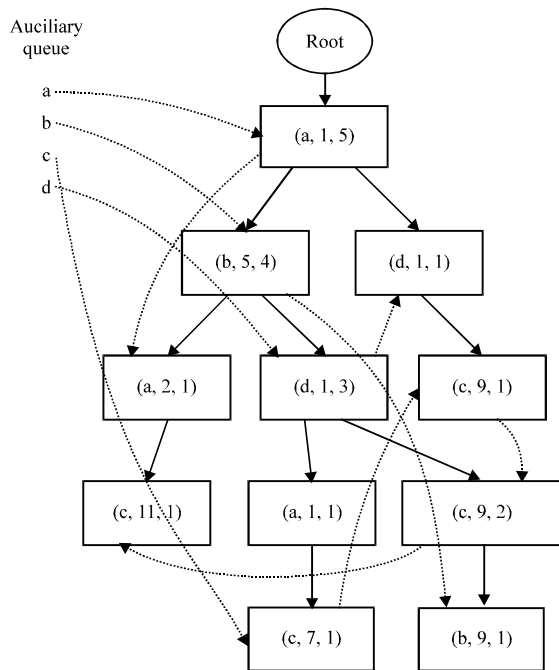 Auciliary
queue
Root
a
b
c
d
(a, 1, 5)
(b, 5, 4)
(d, 1, 1)
(a, 2, 1)
(d, 1, 3)
(c, 9, 1)
(c, 11, 1)
(a, 1, 1)
(c, 9, 2)
(c, 7, 1)
(b, 9, 1)